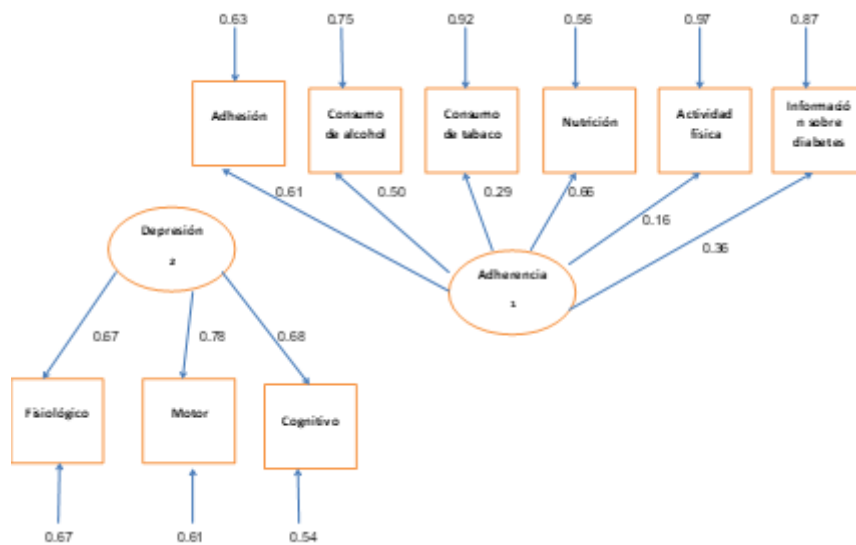 0.63 0.75 0.92 0.56 0.97 0.87
Adhesión
Consumo
de alcohol
Consumo
de tabaco
Nutrición
Actividad
física
Informació
n sobre
diabetes
0.61 0.50 0.29 0.66 0.16 0.36
Depresión
2
Adherencia
1
0.67 0.78 0.68
Fisiológico
Motor
Cognitivo
0.67 0.61 0.54